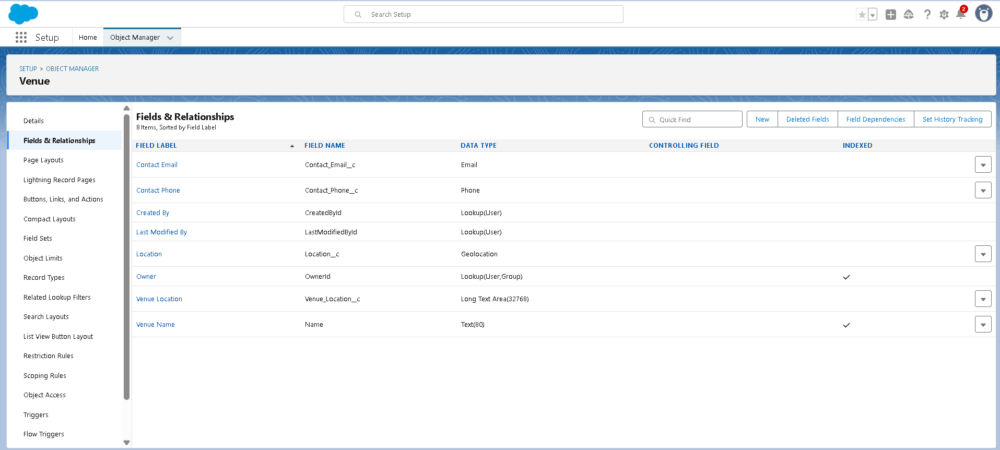 Search Setup
2
Setup
Home
Object Manager
SETUP > OBJECT MANAGER
Venue
Details
Fields & Relationships
Page Layouts
Lightning Record Pages
Buttons, Links, and Actions
Compact Layouts
Field Sets
Object Limits
Record Types
Related Lookup Filters
Search Layouts
List View Button Layout
Restriction Rules
Scoping Rules
Object Access
Triggers
Flow Triggers
Fields & Relationships
8 Items, Sorted by Field Label
Quick Find
New
Deleted Fields
Field Dependencies
Set History Tracking
FIELD LABEL FIELD NAME DATA TYPE CONTROLLING FIELD INDEXED
Contact Email Contact_Email__c Email
Contact Phone Contact_Phone__c Phone
Created By CreatedById Lookup(User)
Last Modified By LastModifiedById Lookup(User)
Location Location__c Geolocation
Owner OwnerId Lookup(User,Group)
Venue Location Venue_Location__c Long Text Area(32768)
Venue Name Name Text(80)